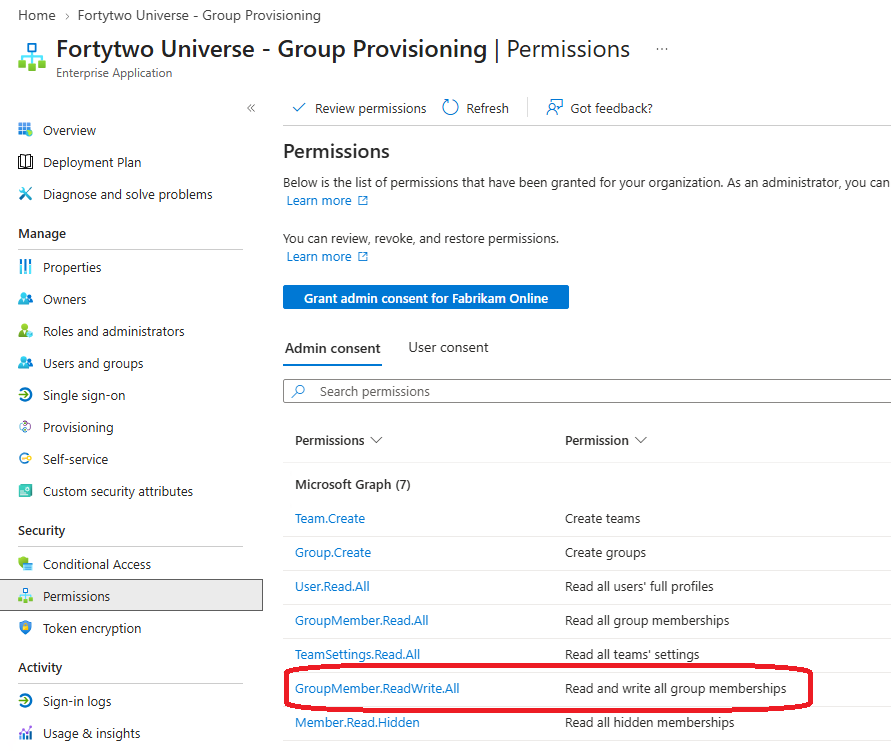 Home › Fortytwo Universe - Group Provisioning
Fortytwo Universe - Group Provisioning | Permissions ...
Enterprise Application
«
Overview
Deployment Plan
Diagnose and solve problems
Manage
Properties
Owners
Roles and administrators
Users and groups
Single sign-on
Provisioning
Self-service
Custom security attributes
Security
Conditional Access
Permissions
Token encryption
Activity
Sign-in logs
Usage & insights
Review permissions Refresh Got feedback?
Permissions
Below is the list of permissions that have been granted for your organization. As an administrator, you can
Learn more
You can review, revoke, and restore permissions.
Learn more
Grant admin consent for Fabrikam Online
Admin consent User consent
Search permissions
Permissions Permission
Microsoft Graph (7)
Team.Create Create teams
Group.Create Create groups
User.Read.All Read all users' full profiles
GroupMember.Read.All Read all group memberships
TeamSettings.Read.All Read all teams' settings
GroupMember.ReadWrite.All Read and write all group memberships
Member.Read.Hidden Read all hidden memberships